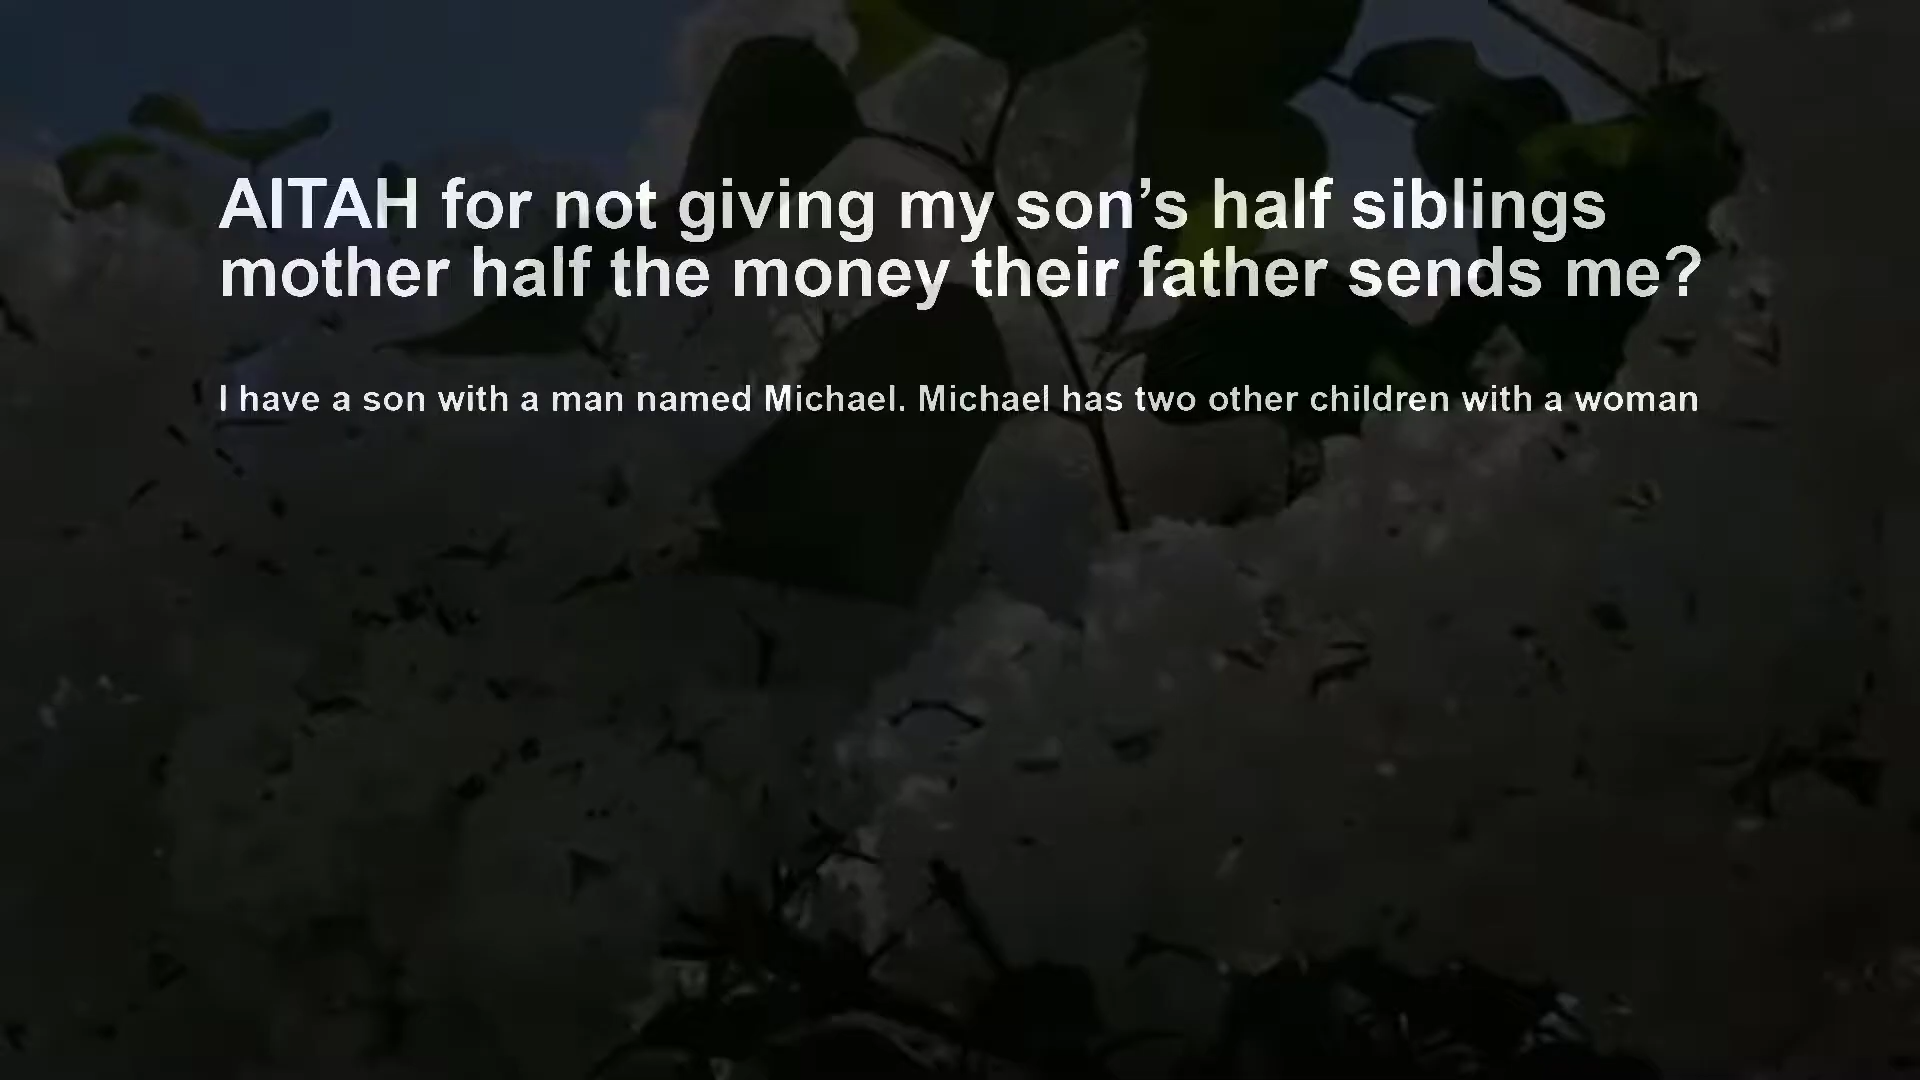 AITAH for not giving my son’s half siblings
mother half the money their father sends me?
I have a son with a man named Michael. Michael has two other children with a woman